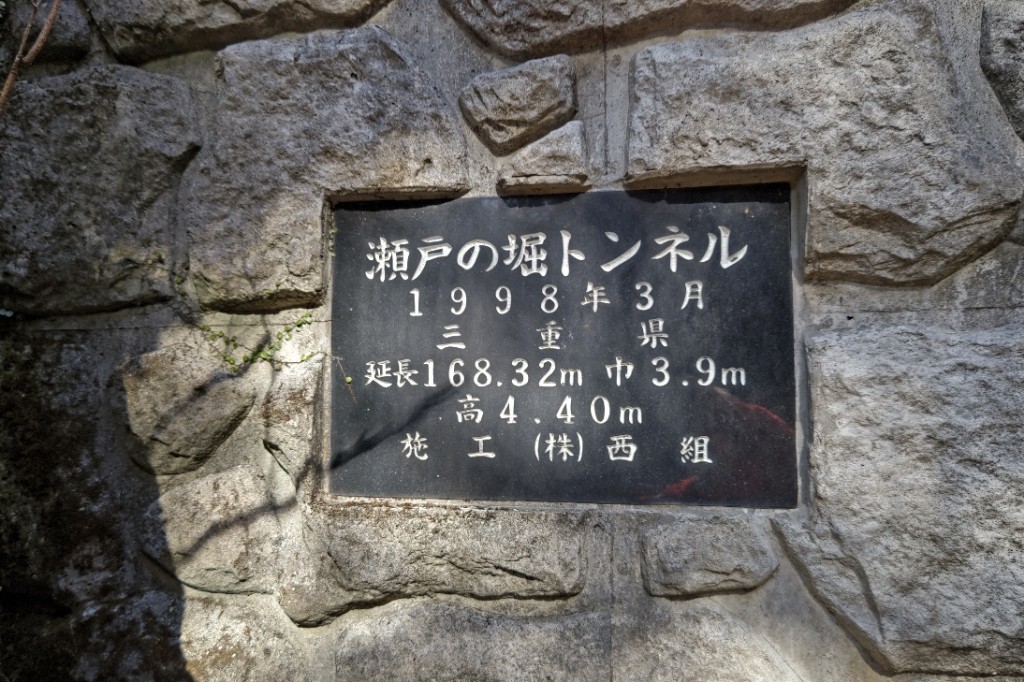 瀬戸の堀トンネル
1998年3月
三重県
延長168.32m 巾3.9m
高4.40m
施工(株)西組